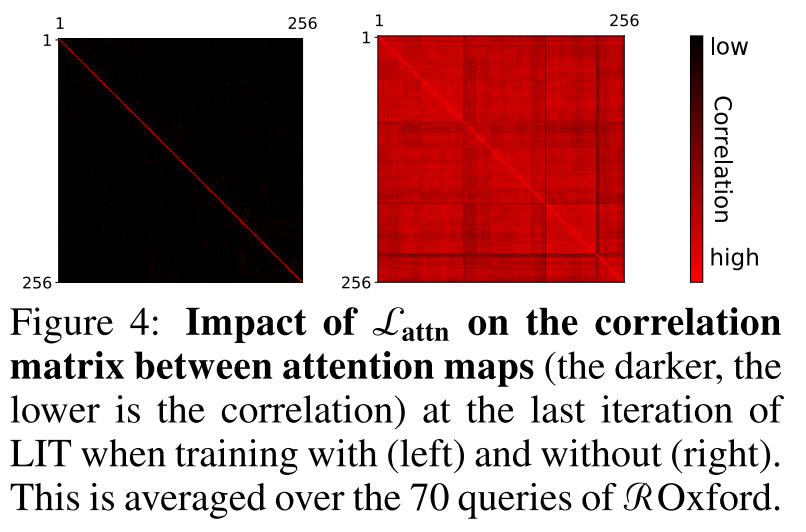 1 256
1
256
1 256
1
256
low
Correlation
high
Figure 4: Impact of ℒattn on the correlation
matrix between attention maps (the darker, the
lower is the correlation) at the last iteration of
LIT when training with (left) and without (right).
This is averaged over the 70 queries of ℛOxford.